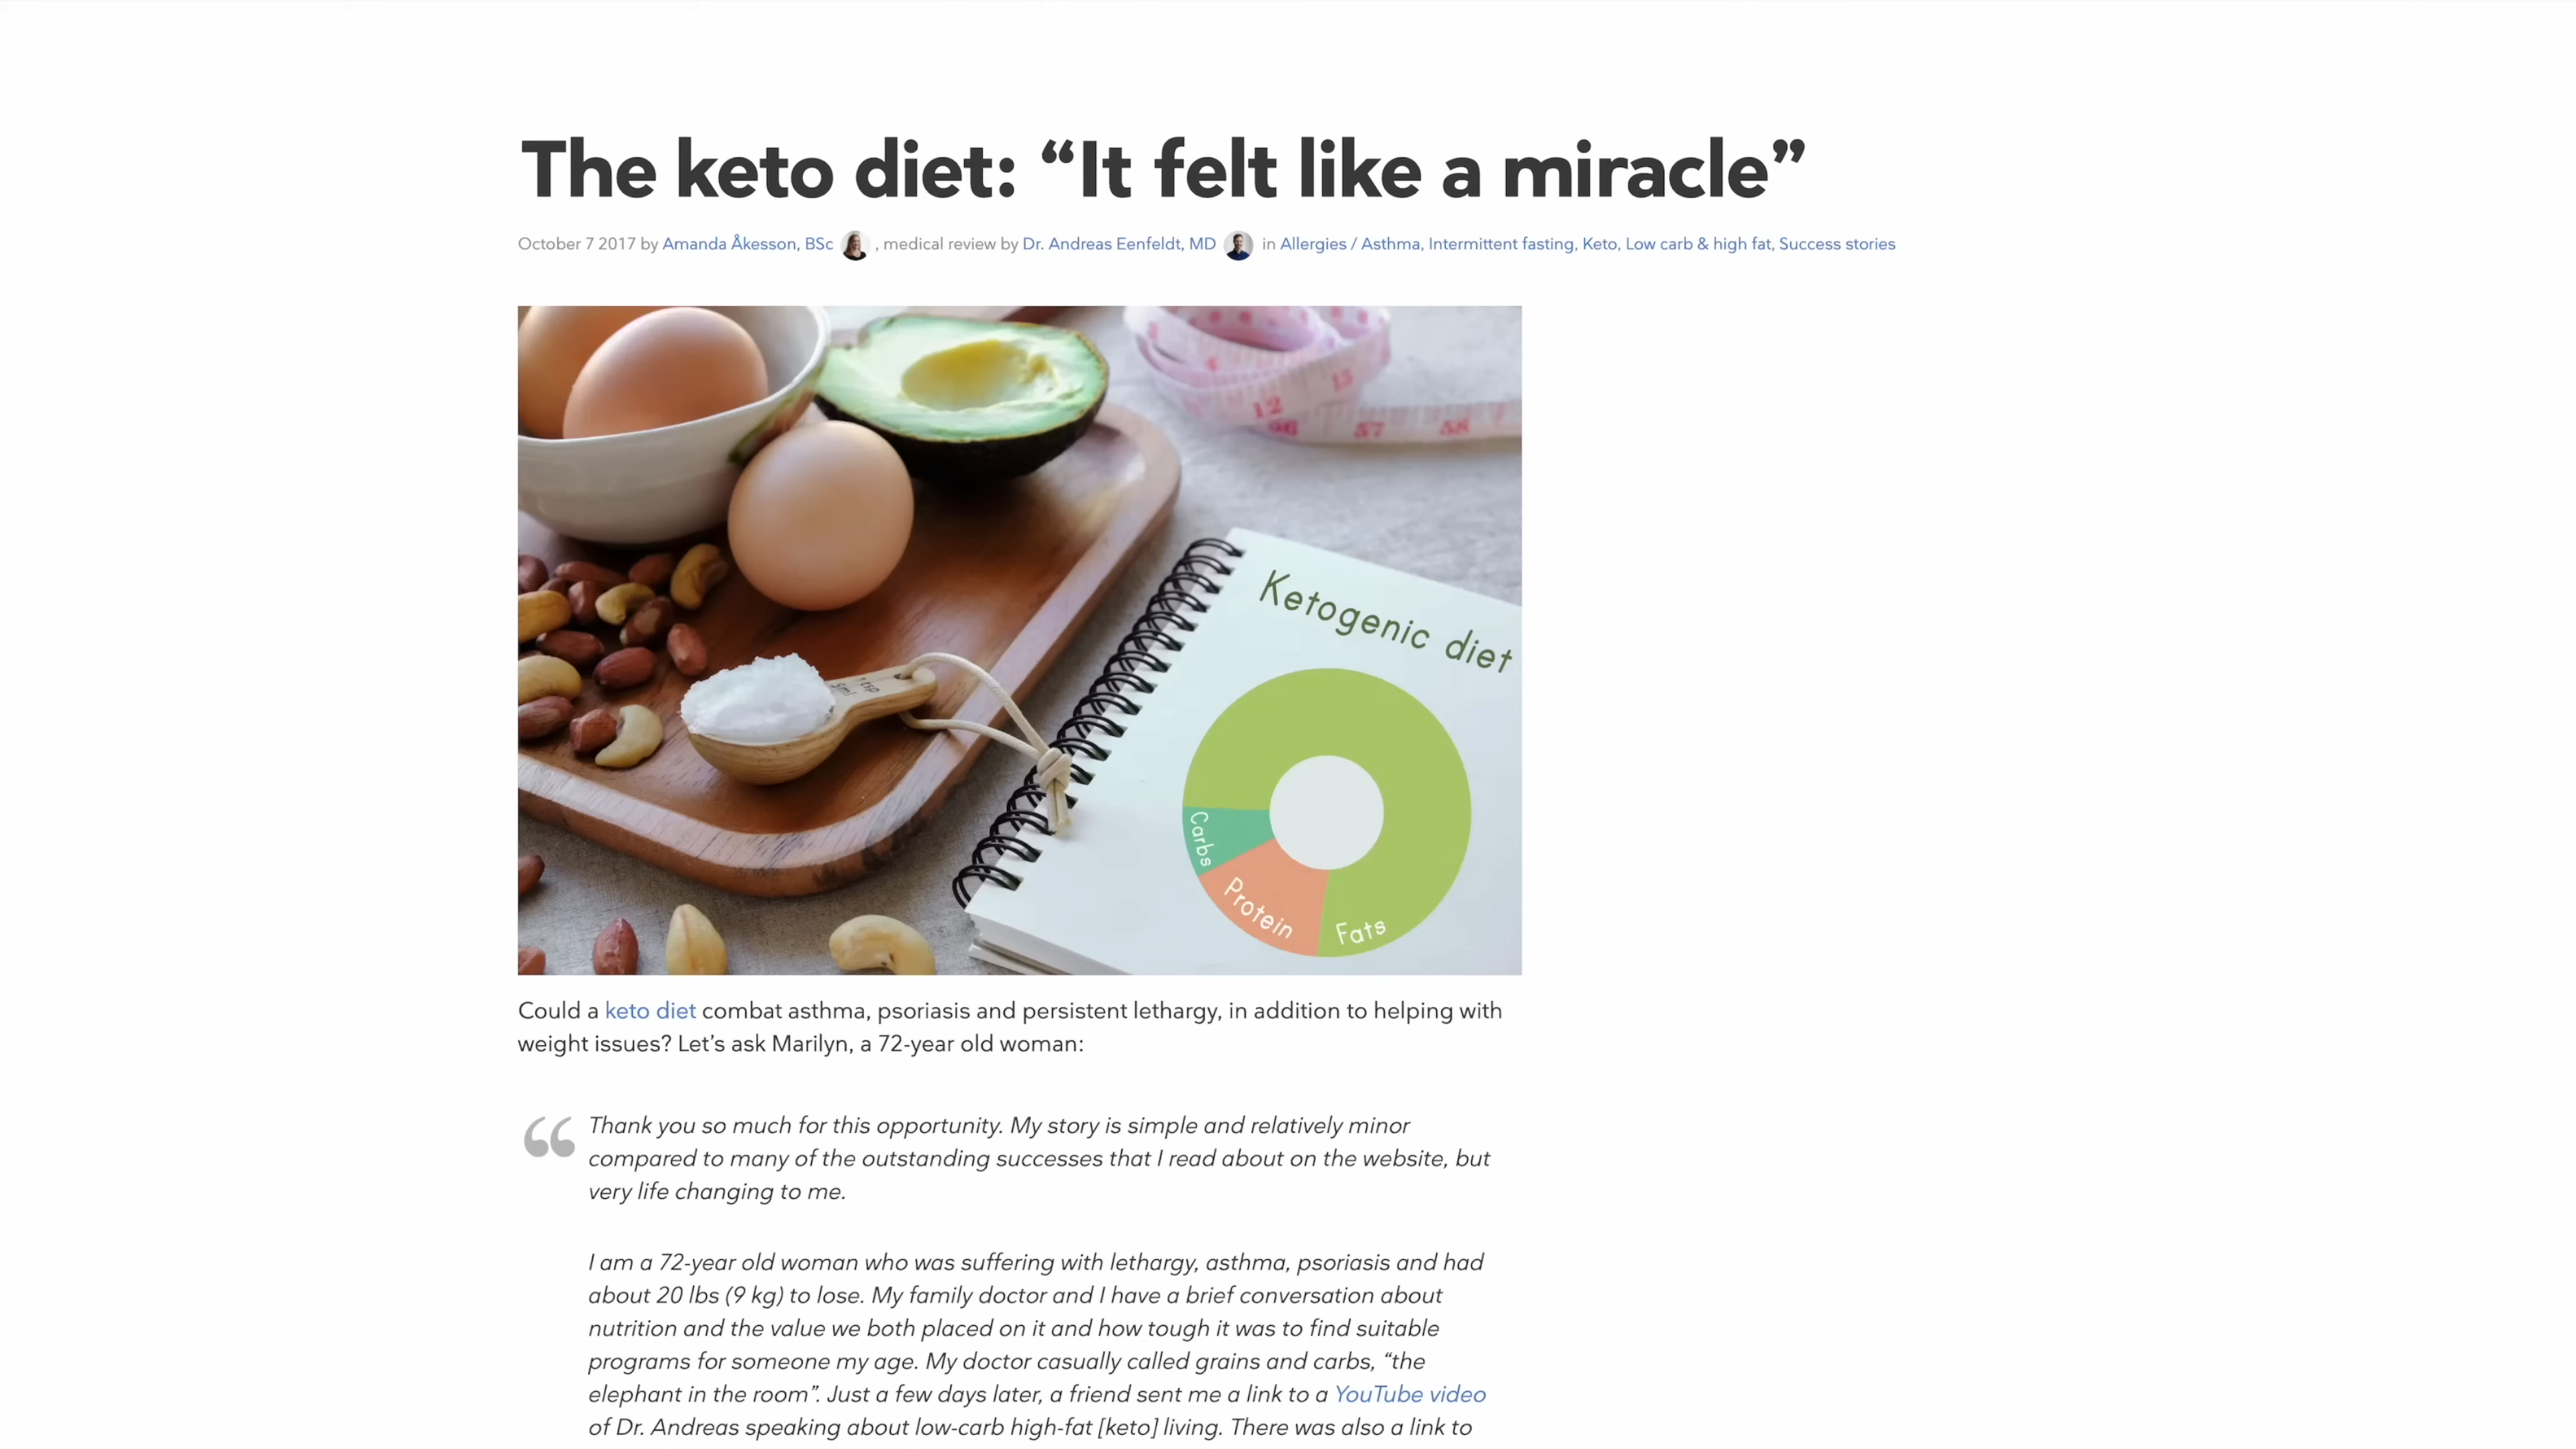 The keto diet: “It felt like a miracle”
October 7 2017 by Amanda Åkesson, BSc , medical review by Dr. Andreas Eenfeldt, MD in Allergies / Asthma, Intermittent fasting, Keto, Low carb & high fat, Success stories
4
13
12
56 57 58
Ketogenic diet
1 tsp
5ml
Carbs
Protein
Fats
Could a keto diet combat asthma, psoriasis and persistent lethargy, in addition to helping with
weight issues? Let’s ask Marilyn, a 72-year old woman:
“
Thank you so much for this opportunity. My story is simple and relatively minor
compared to many of the outstanding successes that I read about on the website, but
very life changing to me.
I am a 72-year old woman who was suffering with lethargy, asthma, psoriasis and had
about 20 lbs (9 kg) to lose. My family doctor and I have a brief conversation about
nutrition and the value we both placed on it and how tough it was to find suitable
programs for someone my age. My doctor casually called grains and carbs, “the
elephant in the room”. Just a few days later, a friend sent me a link to a YouTube video
of Dr. Andreas speaking about low-carb high-fat [keto] living. There was also a link to